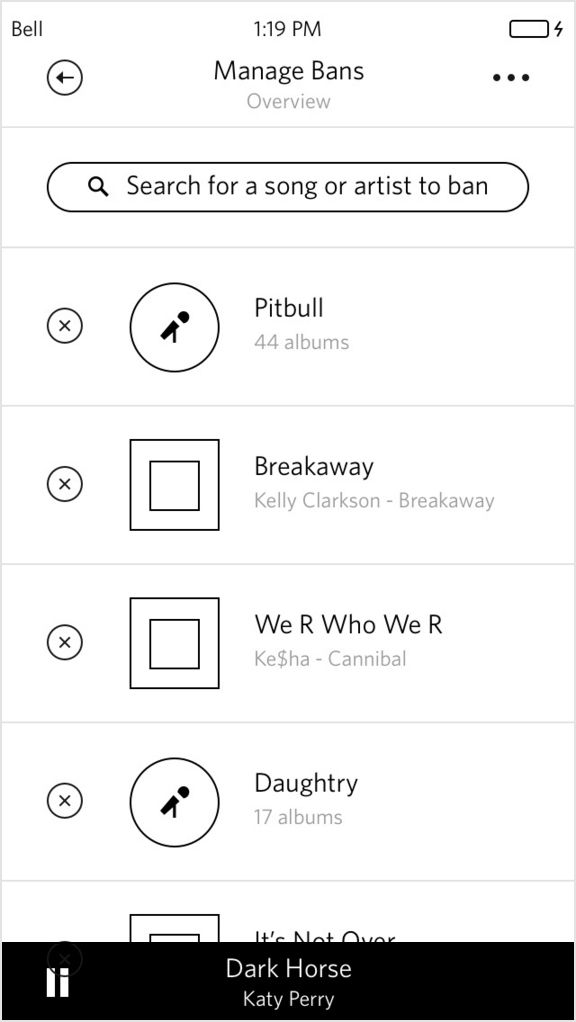 Bell
1:19 PM
Manage Bans
Overview
Search for a song or artist to ban
Pitbull
44 albums
Breakaway
Kelly Clarkson - Breakaway
We R Who We R
Ke$ha - Cannibal
Daughtry
17 albums
It's Not Over
Dark Horse
Katy Perry